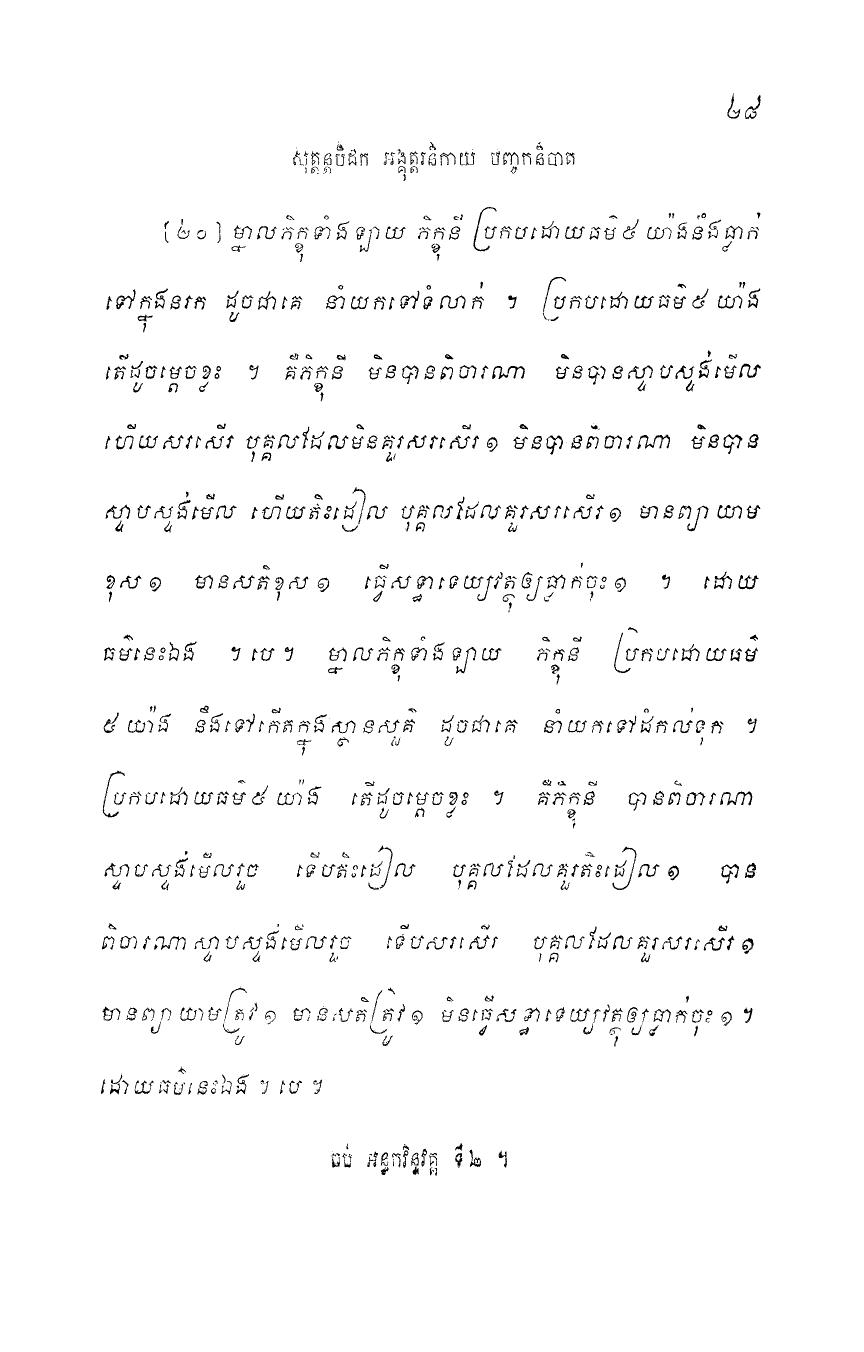 ២៨
សុត្តន្តបិដក អង្គុត្តរនិកាយ បញ្ចកនិបាត
[២០] ម្នាលភិក្ខុទាំងឡាយ ភិក្ខុនី ប្រកបដោយធម៌៥ យ៉ាងនឹងធ្លាក់
ទៅក្នុងនរក ដូចជាគេ នាំយកទៅទំលាក់ ។ ប្រកបដោយធម៌៥ យ៉ាង
តើដូចម្តេចខ្លះ ។ គឺភិក្ខុនី មិនបានពិចារណា មិនបានស្ទាបស្ទង់មើល
ហើយសរសើរ បុគ្គលដែលមិនគួរសរសើរ១ មិនបានពិចារណា មិនបាន
ស្ទាបស្ទង់មើល ហើយតិះដៀល បុគ្គលដែលគួរសរសើរ១ មានព្យាយាម
ខុស១ មានសតិខុស១ ធ្វើសទ្ធាទេយ្យវត្ថុឲ្យធ្លាក់ចុះ១ ។ ដោយ
ធម៌នេះឯង ។ បេ ។ ម្នាលភិក្ខុទាំងឡាយ ភិក្ខុនី ប្រកបដោយធម៌
៥ យ៉ាង នឹងទៅកើតក្នុងស្ថានសួគ៌ ដូចជាគេ នាំយកទៅដំកល់ទុក ។
ប្រកបដោយធម៌៥ យ៉ាង តើដូចម្តេចខ្លះ ។ គឺភិក្ខុនី បានពិចារណា
ស្ទាបស្ទង់មើលរួច ទើបតិះដៀល បុគ្គលដែលគួរតិះដៀល១ បាន
ពិចារណាស្ទាបស្ទង់មើលរួច ទើបសរសើរ បុគ្គលដែលគួរសរសើរ១
មានព្យាយាមត្រូវ១ មានសតិត្រូវ១ មិនធ្វើសទ្ធាទេយ្យវត្ថុឲ្យធ្លាក់ចុះ១ ។
ដោយធម៌នេះឯង ។ បេ ។
ចប់ អន្ធកវិន្ទវគ្គ ទី២ ។